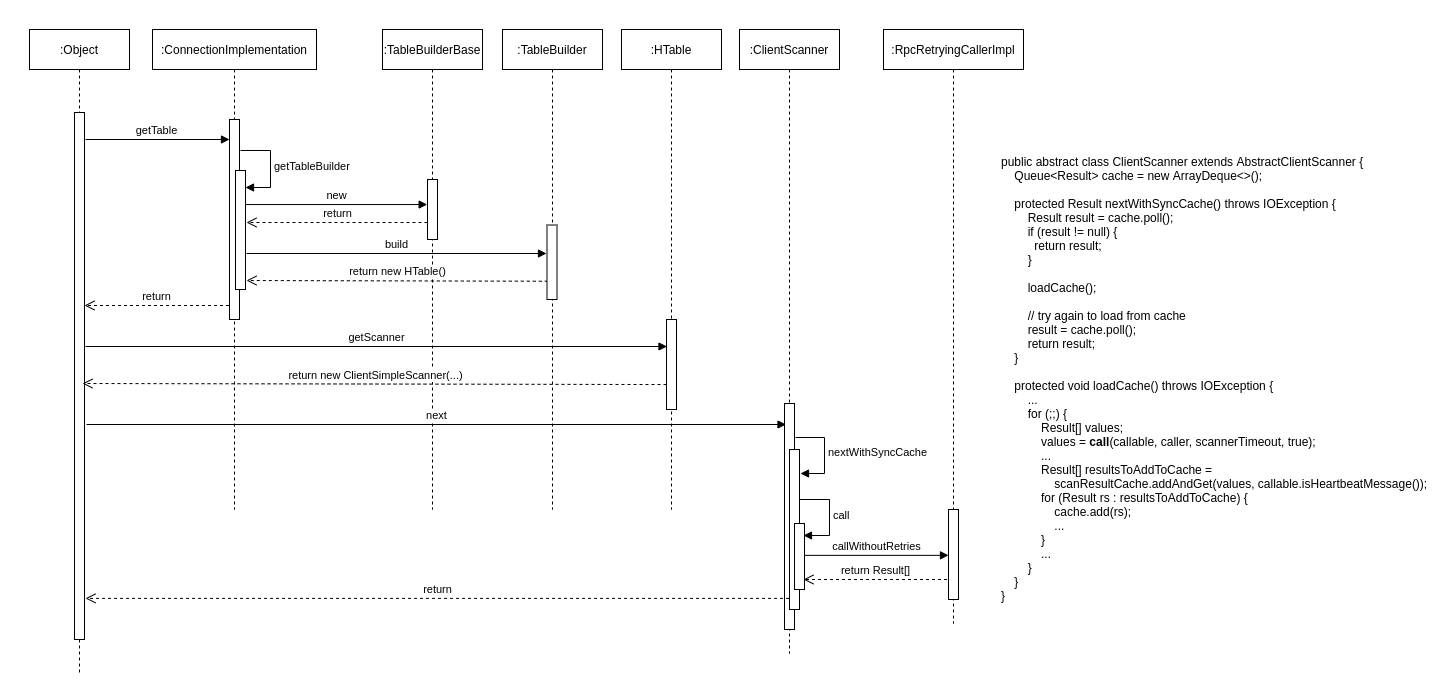 :Object
:ConnectionImplementation
:TableBuilderBase
:TableBuilder
:HTable
:ClientScanner
:RpcRetryingCallerImpl
getTable
getTableBuilder
new
return
build
return new HTable()
return
getScanner
return new ClientSimpleScanner(...)
next
nextWithSyncCache
call
callWithoutRetries
return Result[]
return
public abstract class ClientScanner extends AbstractClientScanner {
    Queue<Result> cache = new ArrayDeque<>();
    protected Result nextWithSyncCache() throws IOException {
        Result result = cache.poll();
        if (result != null) {
          return result;
        }
        loadCache();
        // try again to load from cache
        result = cache.poll();
        return result;
    }
    protected void loadCache() throws IOException {
        ...
        for (;;) {
            Result[] values;
            values = call(callable, caller, scannerTimeout, true);
            ...
            Result[] resultsToAddToCache =
                scanResultCache.addAndGet(values, callable.isHeartbeatMessage());
            for (Result rs : resultsToAddToCache) {
                cache.add(rs);
                ...
            }
            ...
        }
    }
}